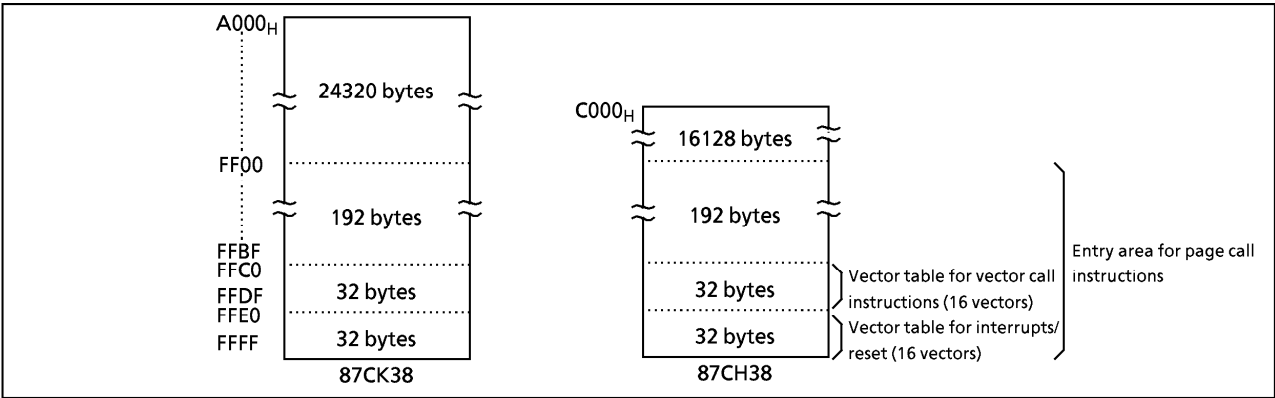 A000H
24320 bytes
FF00
192 bytes
FFBF
FFC0
32 bytes
FFDF
FFE0
32 bytes
FFFF
87CK38
C000H
16128 bytes
192 bytes
32 bytes
32 bytes
87CH38
Vector table for vector call
instructions (16 vectors)
Vector table for interrupts/
reset (16 vectors)
Entry area for page call
instructions